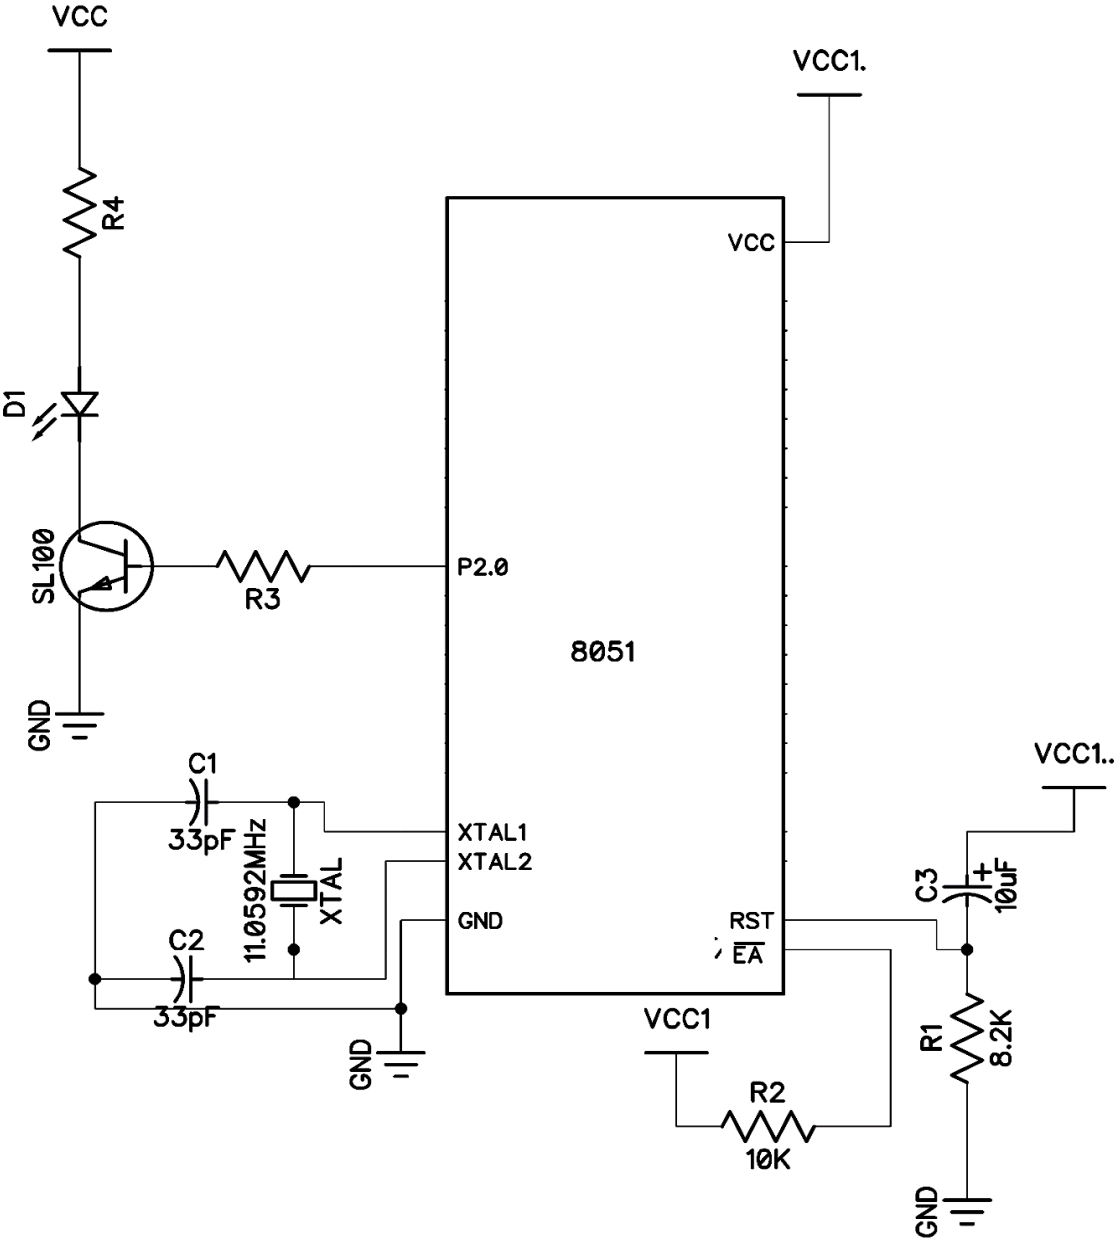 VCC
VCC1.
R4
VCC
D1
SL100
R3
P2.0
8051
GND
C1
33pF
11.0592MHz
XTAL
XTAL1
XTAL2
GND
C2
33pF
GND
RST
EA
VCC1
R2
10K
VCC1..
C3
+
10uF
R1
8.2K
GND